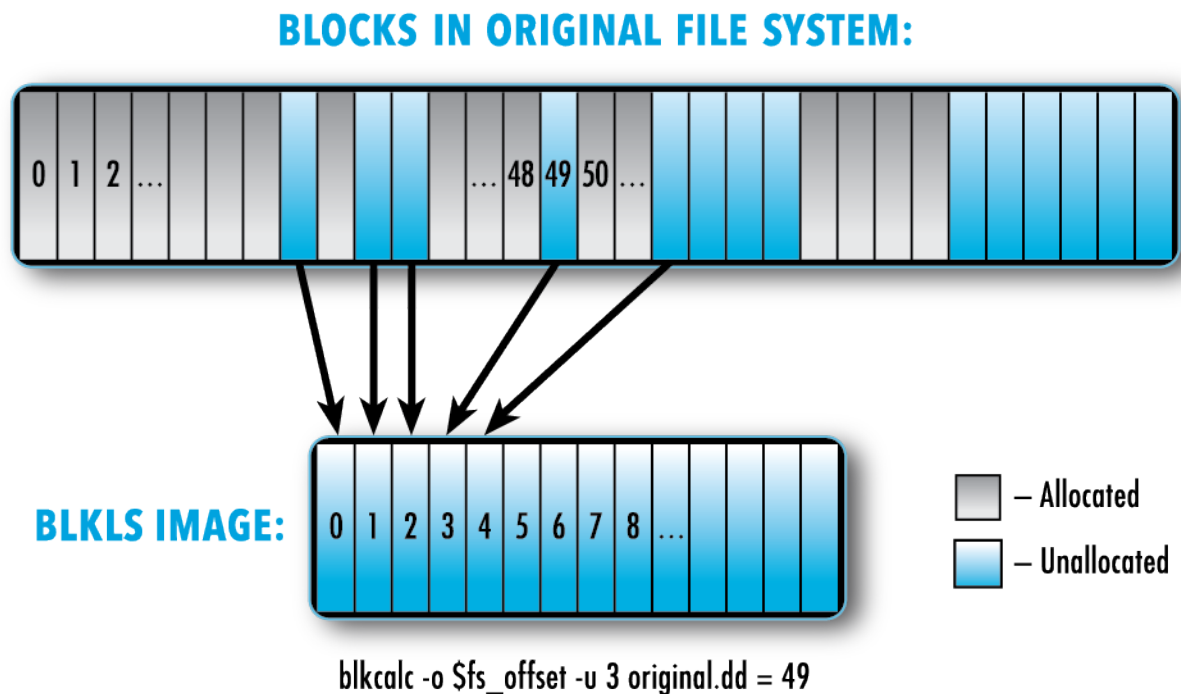 BLOCKS IN ORIGINAL FILE SYSTEM:
0 1 2 ... ... 48 49 50 ...
BLKLS IMAGE: 0 1 2 3 4 5 6 7 8 ...
– Allocated
– Unallocated
blkcalc -o $fs_offset -u 3 original.dd = 49